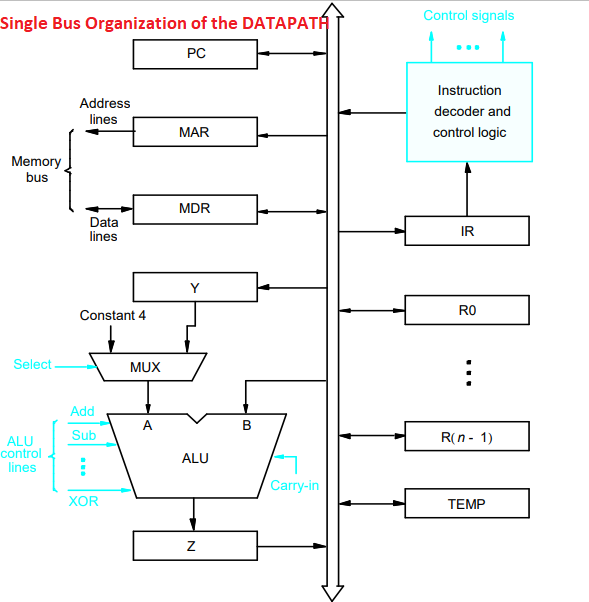 Single Bus Organization of the DATAPATH
Control signals
PC
Instruction
decoder and
control logic
Address
lines
MAR
Memory
bus
MDR
Data
lines
IR
Y
Constant 4
R0
Select
MUX
Add
A
B
Sub
ALU
control
lines
ALU
R(n - 1)
Carry-in
XOR
TEMP
Z